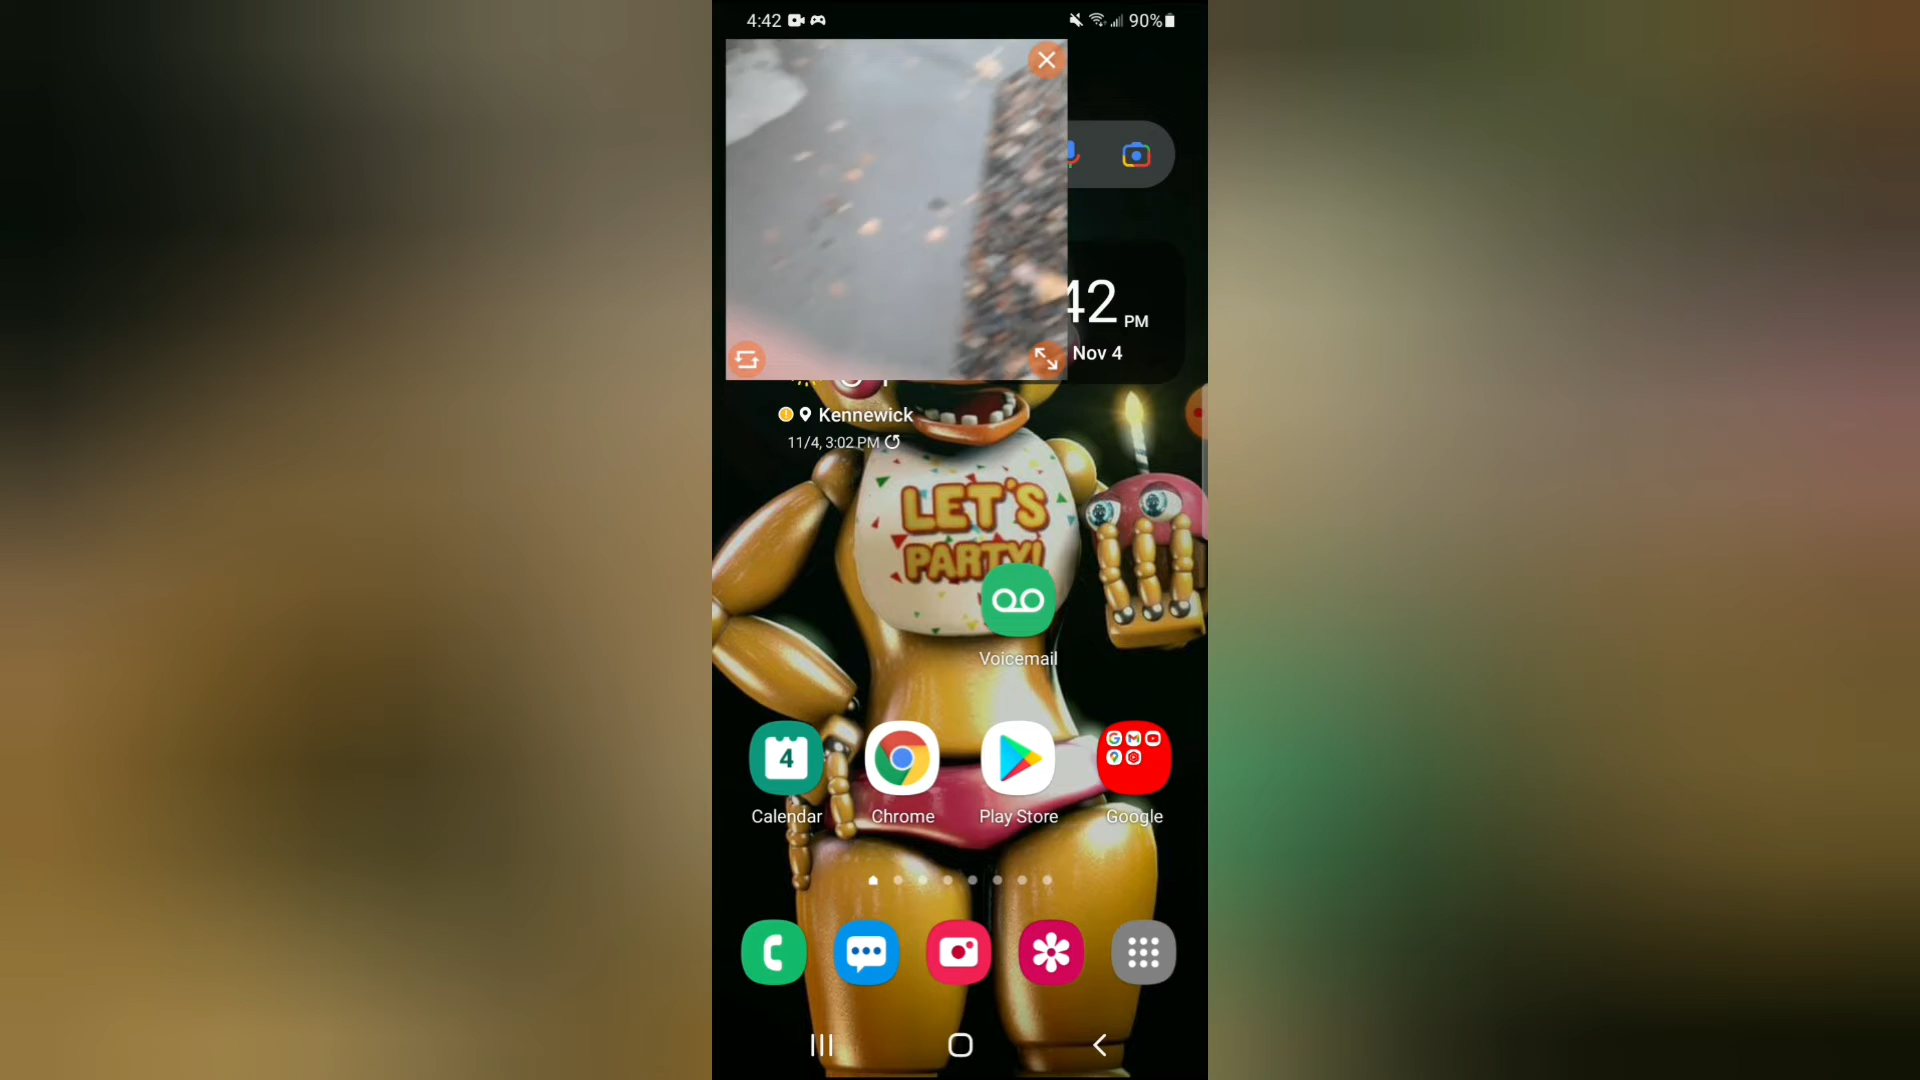 4:42
90%
42 PM
Nov 4
Kennewick
11/4, 3:02 PM
LET'S
PARTY!
Voicemail
4
Calendar
Chrome
Play Store
Google